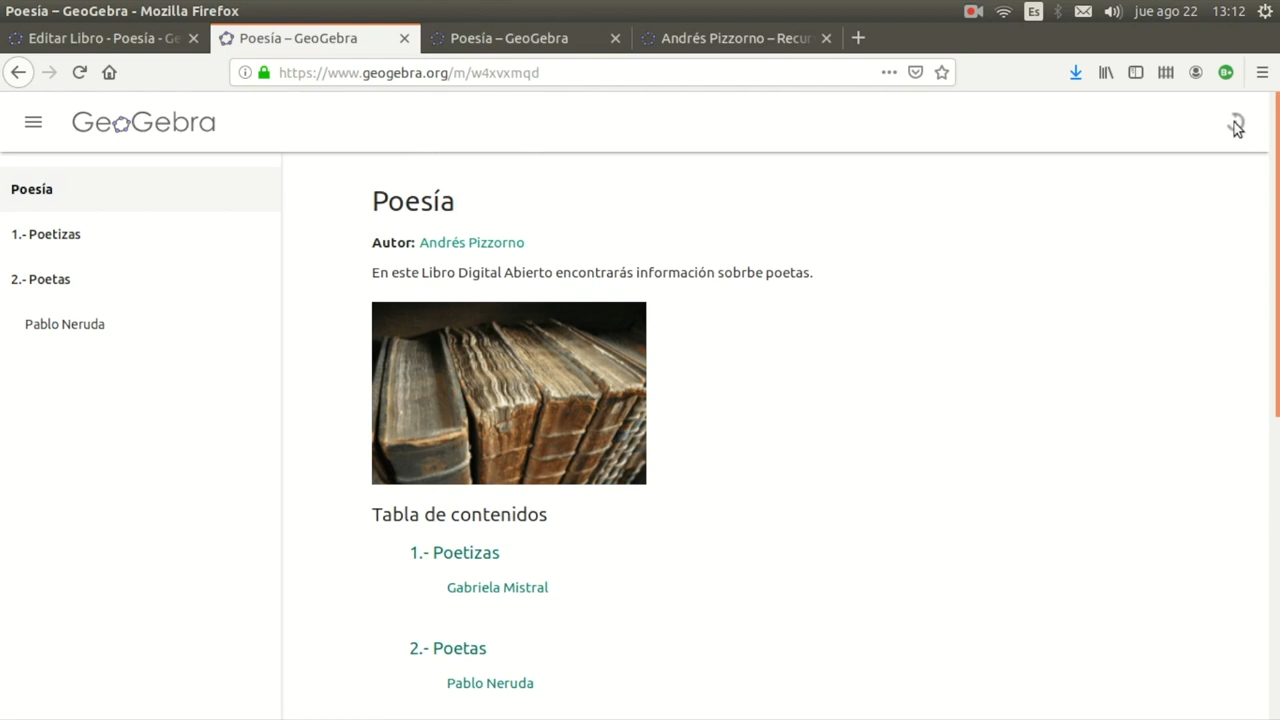 Poesía – GeoGebra - Mozilla Firefox
Es
jue ago 22 13:12
Editar Libro - Poesía - Ge
Poesía – GeoGebra
Poesía – GeoGebra
Andrés Pizzorno – Recur
https://www.geogebra.org/m/w4xvxmqd
B+
GeoGebra
Poesía
1.- Poetizas
2.- Poetas
Pablo Neruda
Poesía
Autor: Andrés Pizzorno
En este Libro Digital Abierto encontrarás información sobrbe poetas.
Tabla de contenidos
1.- Poetizas
Gabriela Mistral
2.- Poetas
Pablo Neruda